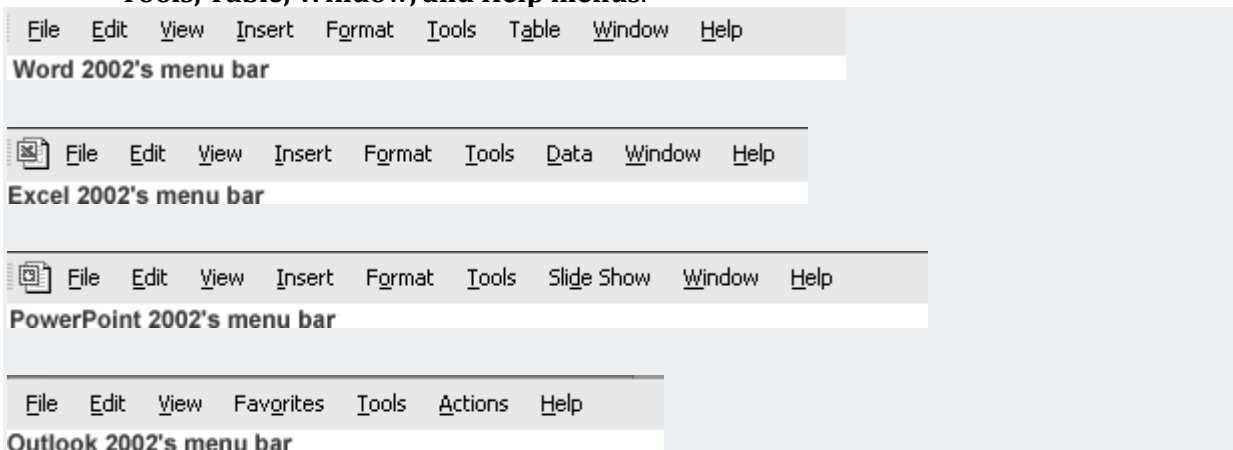 Tools, Table, Window, and Help menus.
File Edit View Insert Format Tools Table Window Help
Word 2002's menu bar
File Edit View Insert Format Tools Data Window Help
Excel 2002's menu bar
File Edit View Insert Format Tools Slide Show Window Help
PowerPoint 2002's menu bar
File Edit View Favorites Tools Actions Help
Outlook 2002's menu bar